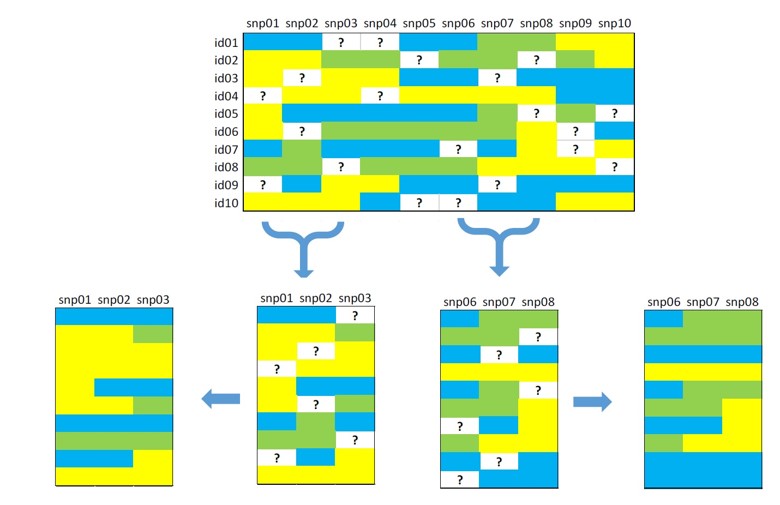 snp01 snp02 snp03 snp04 snp05 snp06 snp07 snp08 snp09 snp10
id01 ? ?
id02 ? ?
id03 ? ?
id04 ? ?
id05 ? ?
id06 ? ?
id07 ? ?
id08 ? ?
id09 ? ?
id10 ? ?
snp01 snp02 snp03
snp01 snp02 snp03
?
?
?
?
?
?
snp06 snp07 snp08
?
?
?
?
?
?
snp06 snp07 snp08